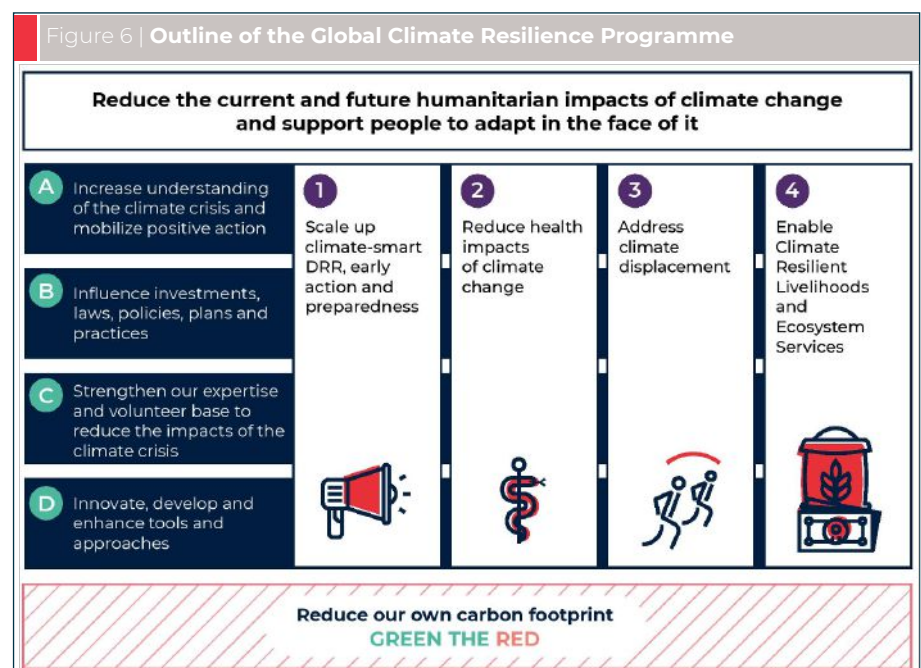 Figure 6 | Outline of the Global Climate Resilience Programme
Reduce the current and future humanitarian impacts of climate change
and support people to adapt in the face of it
A
Increase understanding
of the climate crisis and
mobilize positive action
B
Influence investments,
laws, policies, plans and
practices
C
Strengthen our expertise
and volunteer base to
reduce the impacts of the
climate crisis
D
Innovate, develop and
enhance tools and
approaches
1
Scale up
climate-smart
DRR, early
action and
preparedness
2
Reduce health
impacts
of climate
change
3
Address
climate
displacement
4
Enable
Climate
Resilient
Livelihoods
and
Ecosystem
Services
Reduce our own carbon footprint
GREEN THE RED